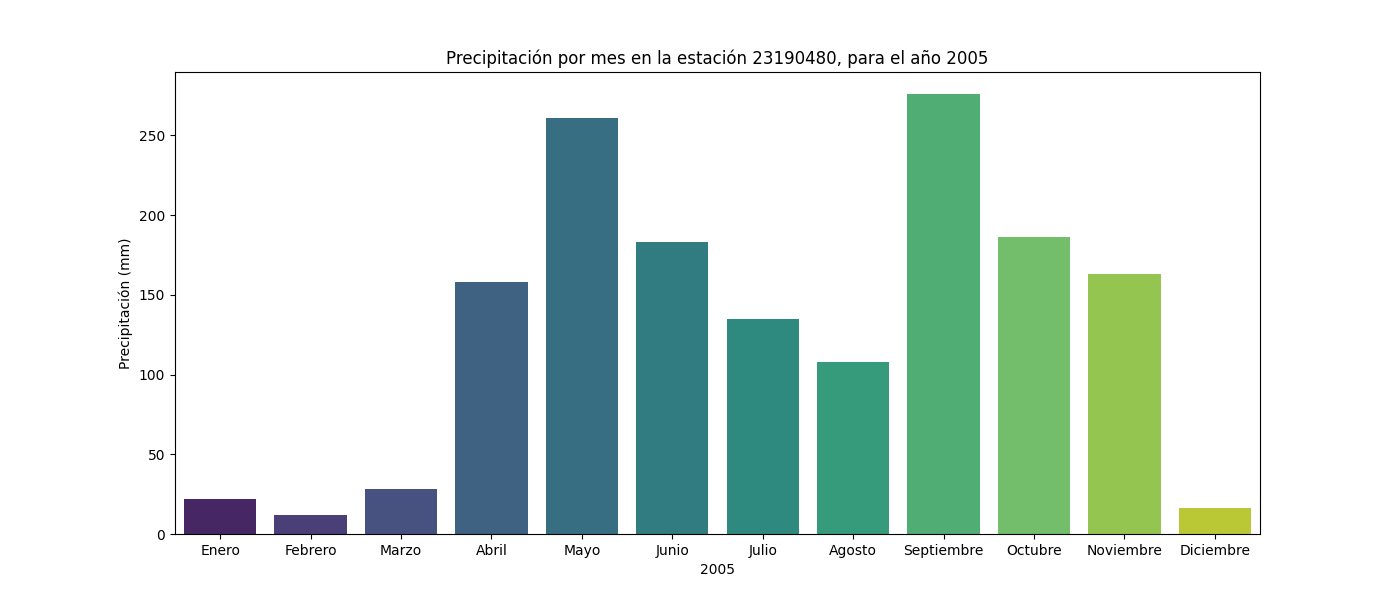 Precipitación por mes en la estación 23190480, para el año 2005
Precipitación (mm)
250
200
150
100
50
0
Enero Febrero Marzo Abril Mayo Junio Julio Agosto Septiembre Octubre Noviembre Diciembre
2005